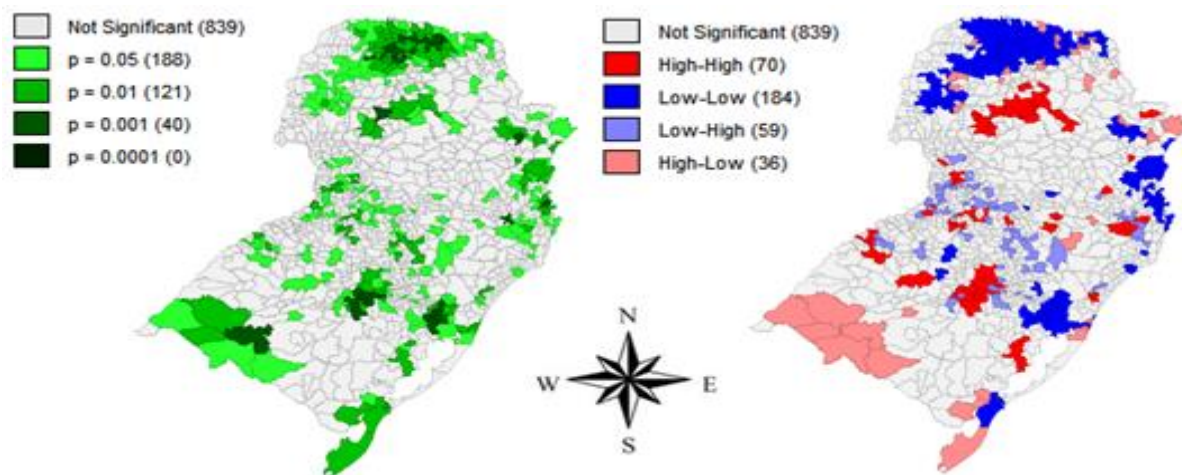 Not Significant (839)
p = 0.05 (188)
p = 0.01 (121)
p = 0.001 (40)
p = 0.0001 (0)
Not Significant (839)
High-High (70)
Low-Low (184)
Low-High (59)
High-Low (36)
N
W E
S